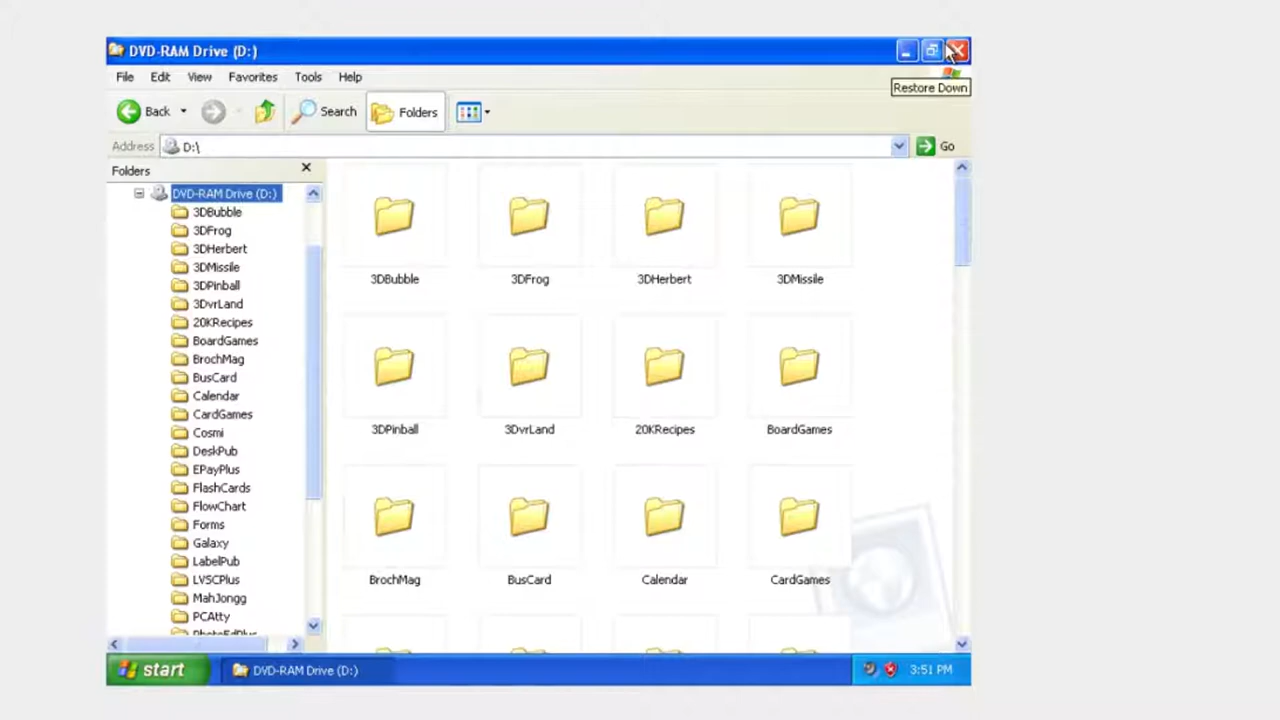 DVD-RAM Drive (D:)
File Edit View Favorites Tools Help
Restore Down
Back Search Folders
Address D:\ Go
Folders
DVD-RAM Drive (D:)
3DBubble
3DFrog
3DHerbert
3DMissile
3DPinball
3DvrLand
20KRecipes
BoardGames
BrochMag
BusCard
Calendar
CardGames
Cosmi
DeskPub
EPayPlus
FlashCards
FlowChart
Forms
Galaxy
LabelPub
LVSCPlus
MahJongg
PCAtty
PhotoEdPlus
3DBubble 3DFrog 3DHerbert 3DMissile
3DPinball 3DvrLand 20KRecipes BoardGames
BrochMag BusCard Calendar CardGames
start DVD-RAM Drive (D:) 3:51 PM